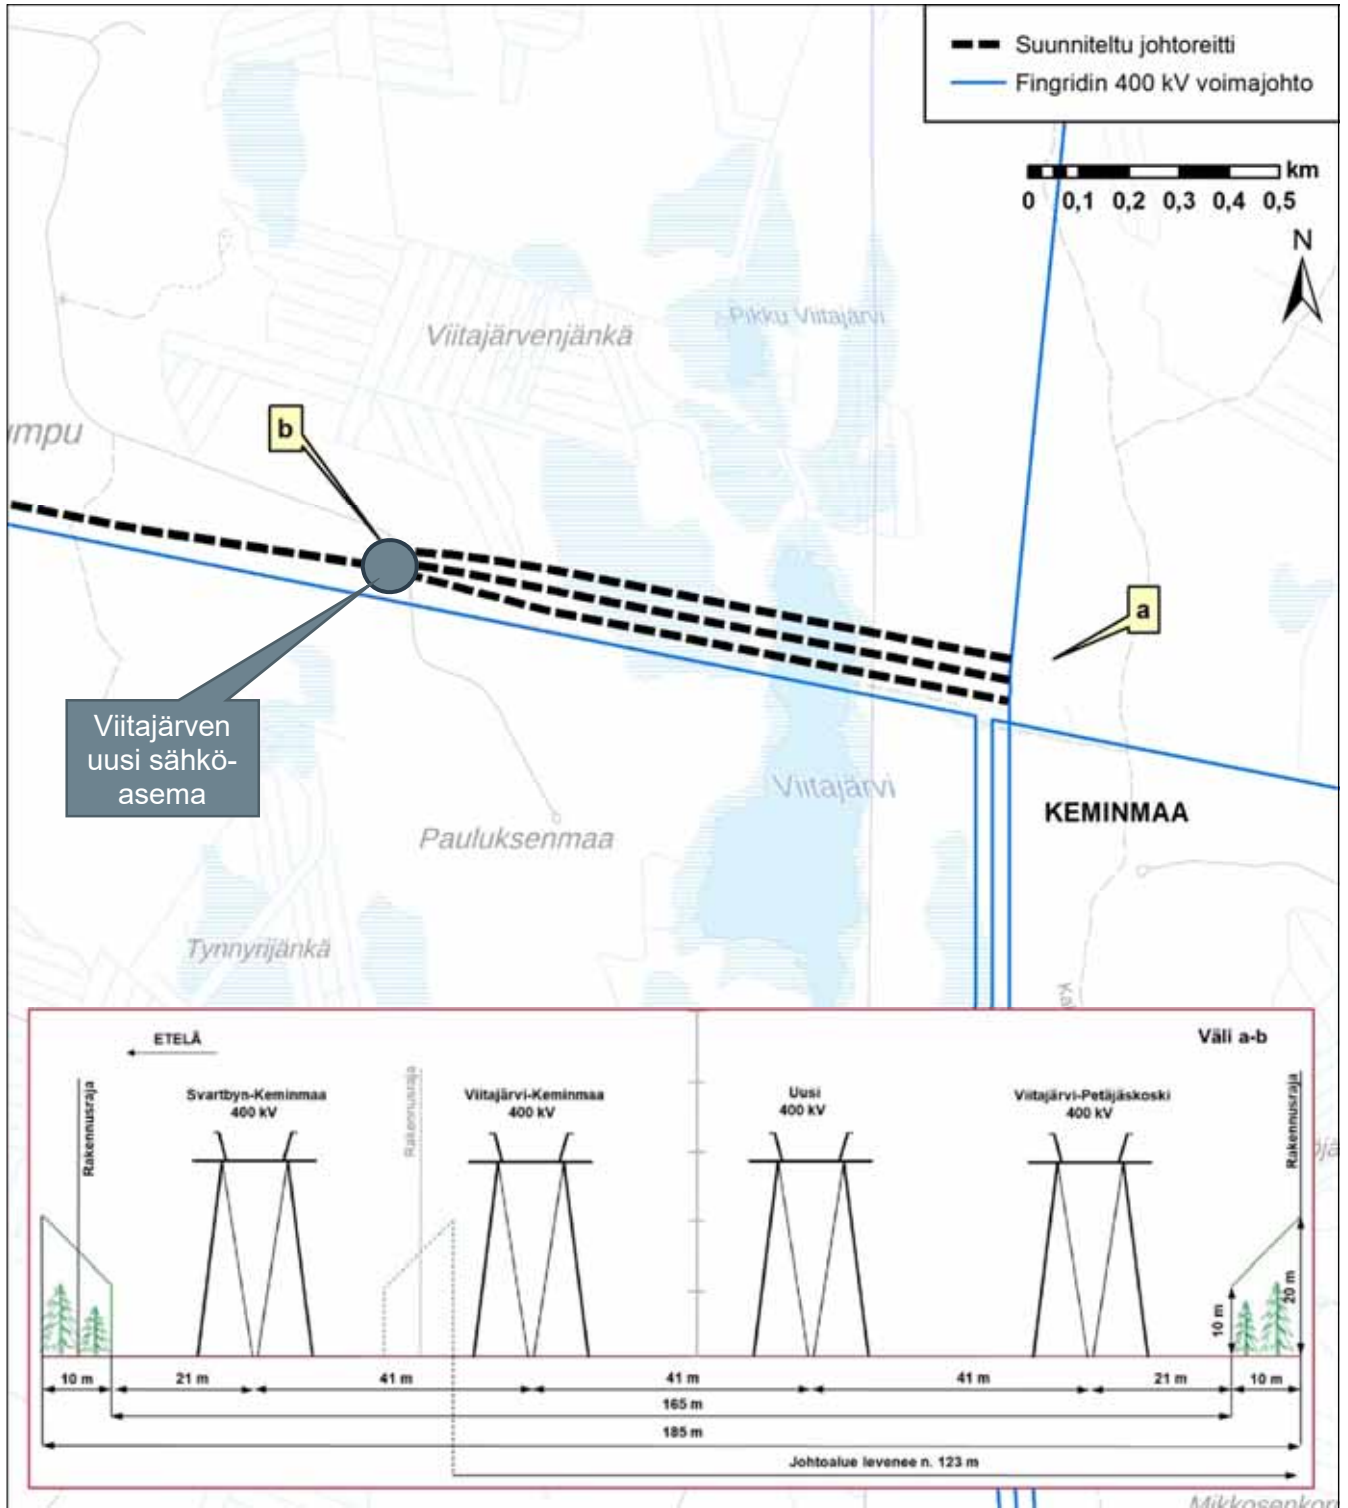 Suunniteltu johtoreitti
Fingridin 400 kV voimajohto
km
0 0,1 0,2 0,3 0,4 0,5
N
Pikku Viitajärvi
Viitajärvenjänkä
b
mpu
a
Viitajärven
uusi sähkö-
asema
Viitajärvi
KEMINMAA
Pauluksenmaa
Tynnyrijänkä
ETELÄ
Väli a-b
Rakennusraja
Svartbyn-Keminmaa
400 kV
Rakennusraja
Viitajärvi-Keminmaa
400 kV
Uusi
400 kV
Viitajärvi-Petäjäskoski
400 kV
Rakennusraja
10 m
20 m
10 m 21 m 41 m 41 m 41 m 21 m 10 m
165 m
185 m
Johtoalue levenee n. 123 m